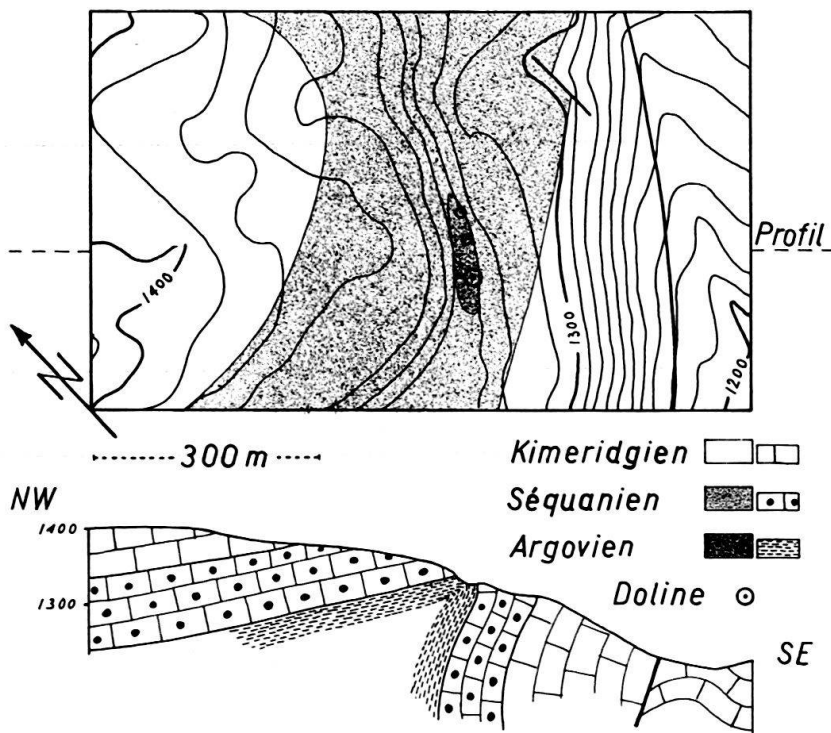 1400
1300
1200
Profil
N
300 m
Kimeridgien
Séquanien
Argovien
Doline
NW
1400
1300
SE